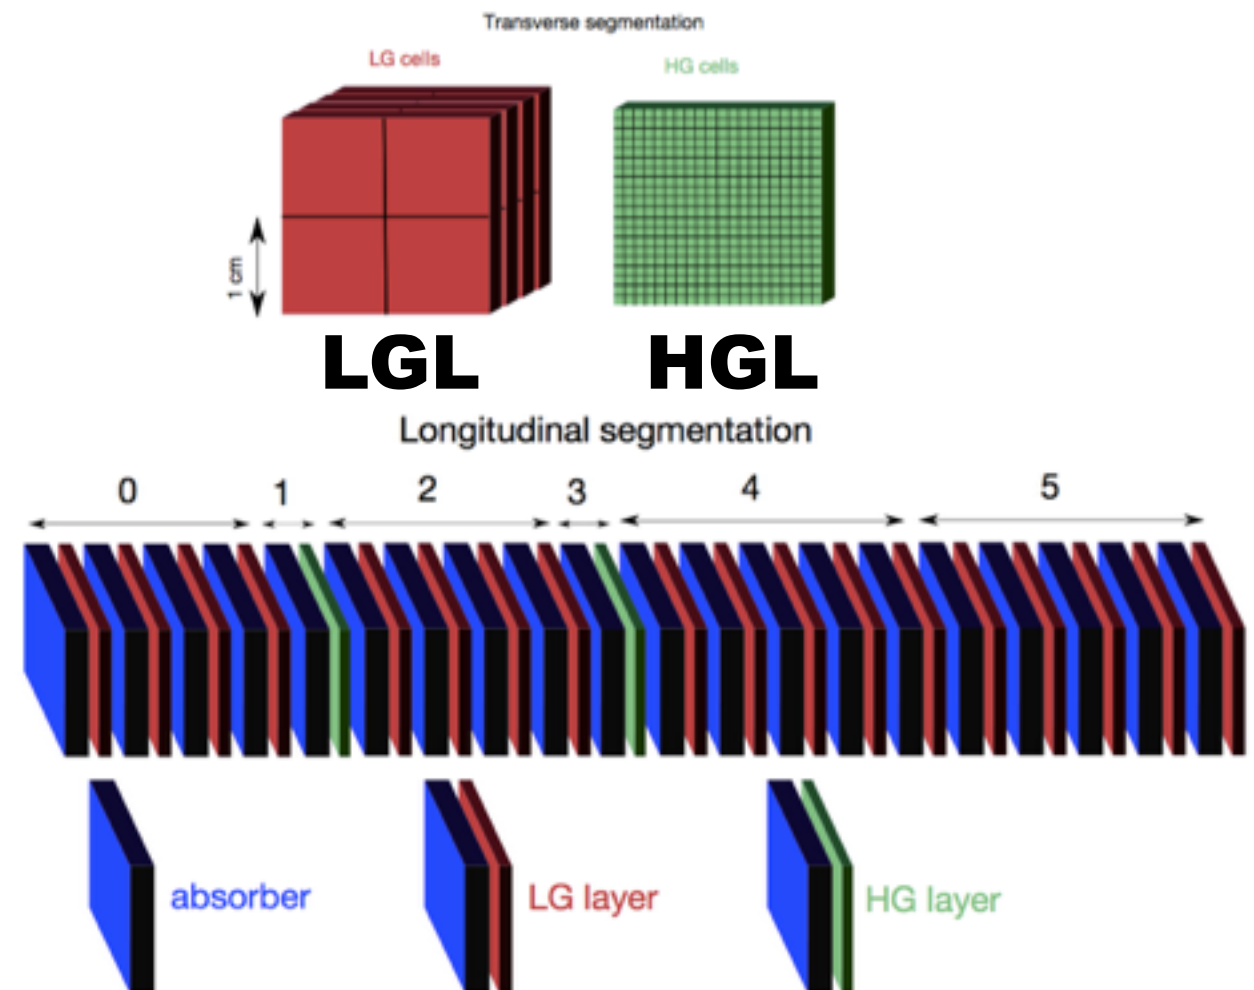 Transverse segmentation
LG cells
HG cells
1 cm
LGL
HGL
Longitudinal segmentation
0 1 2 3 4 5
absorber
LG layer
HG layer